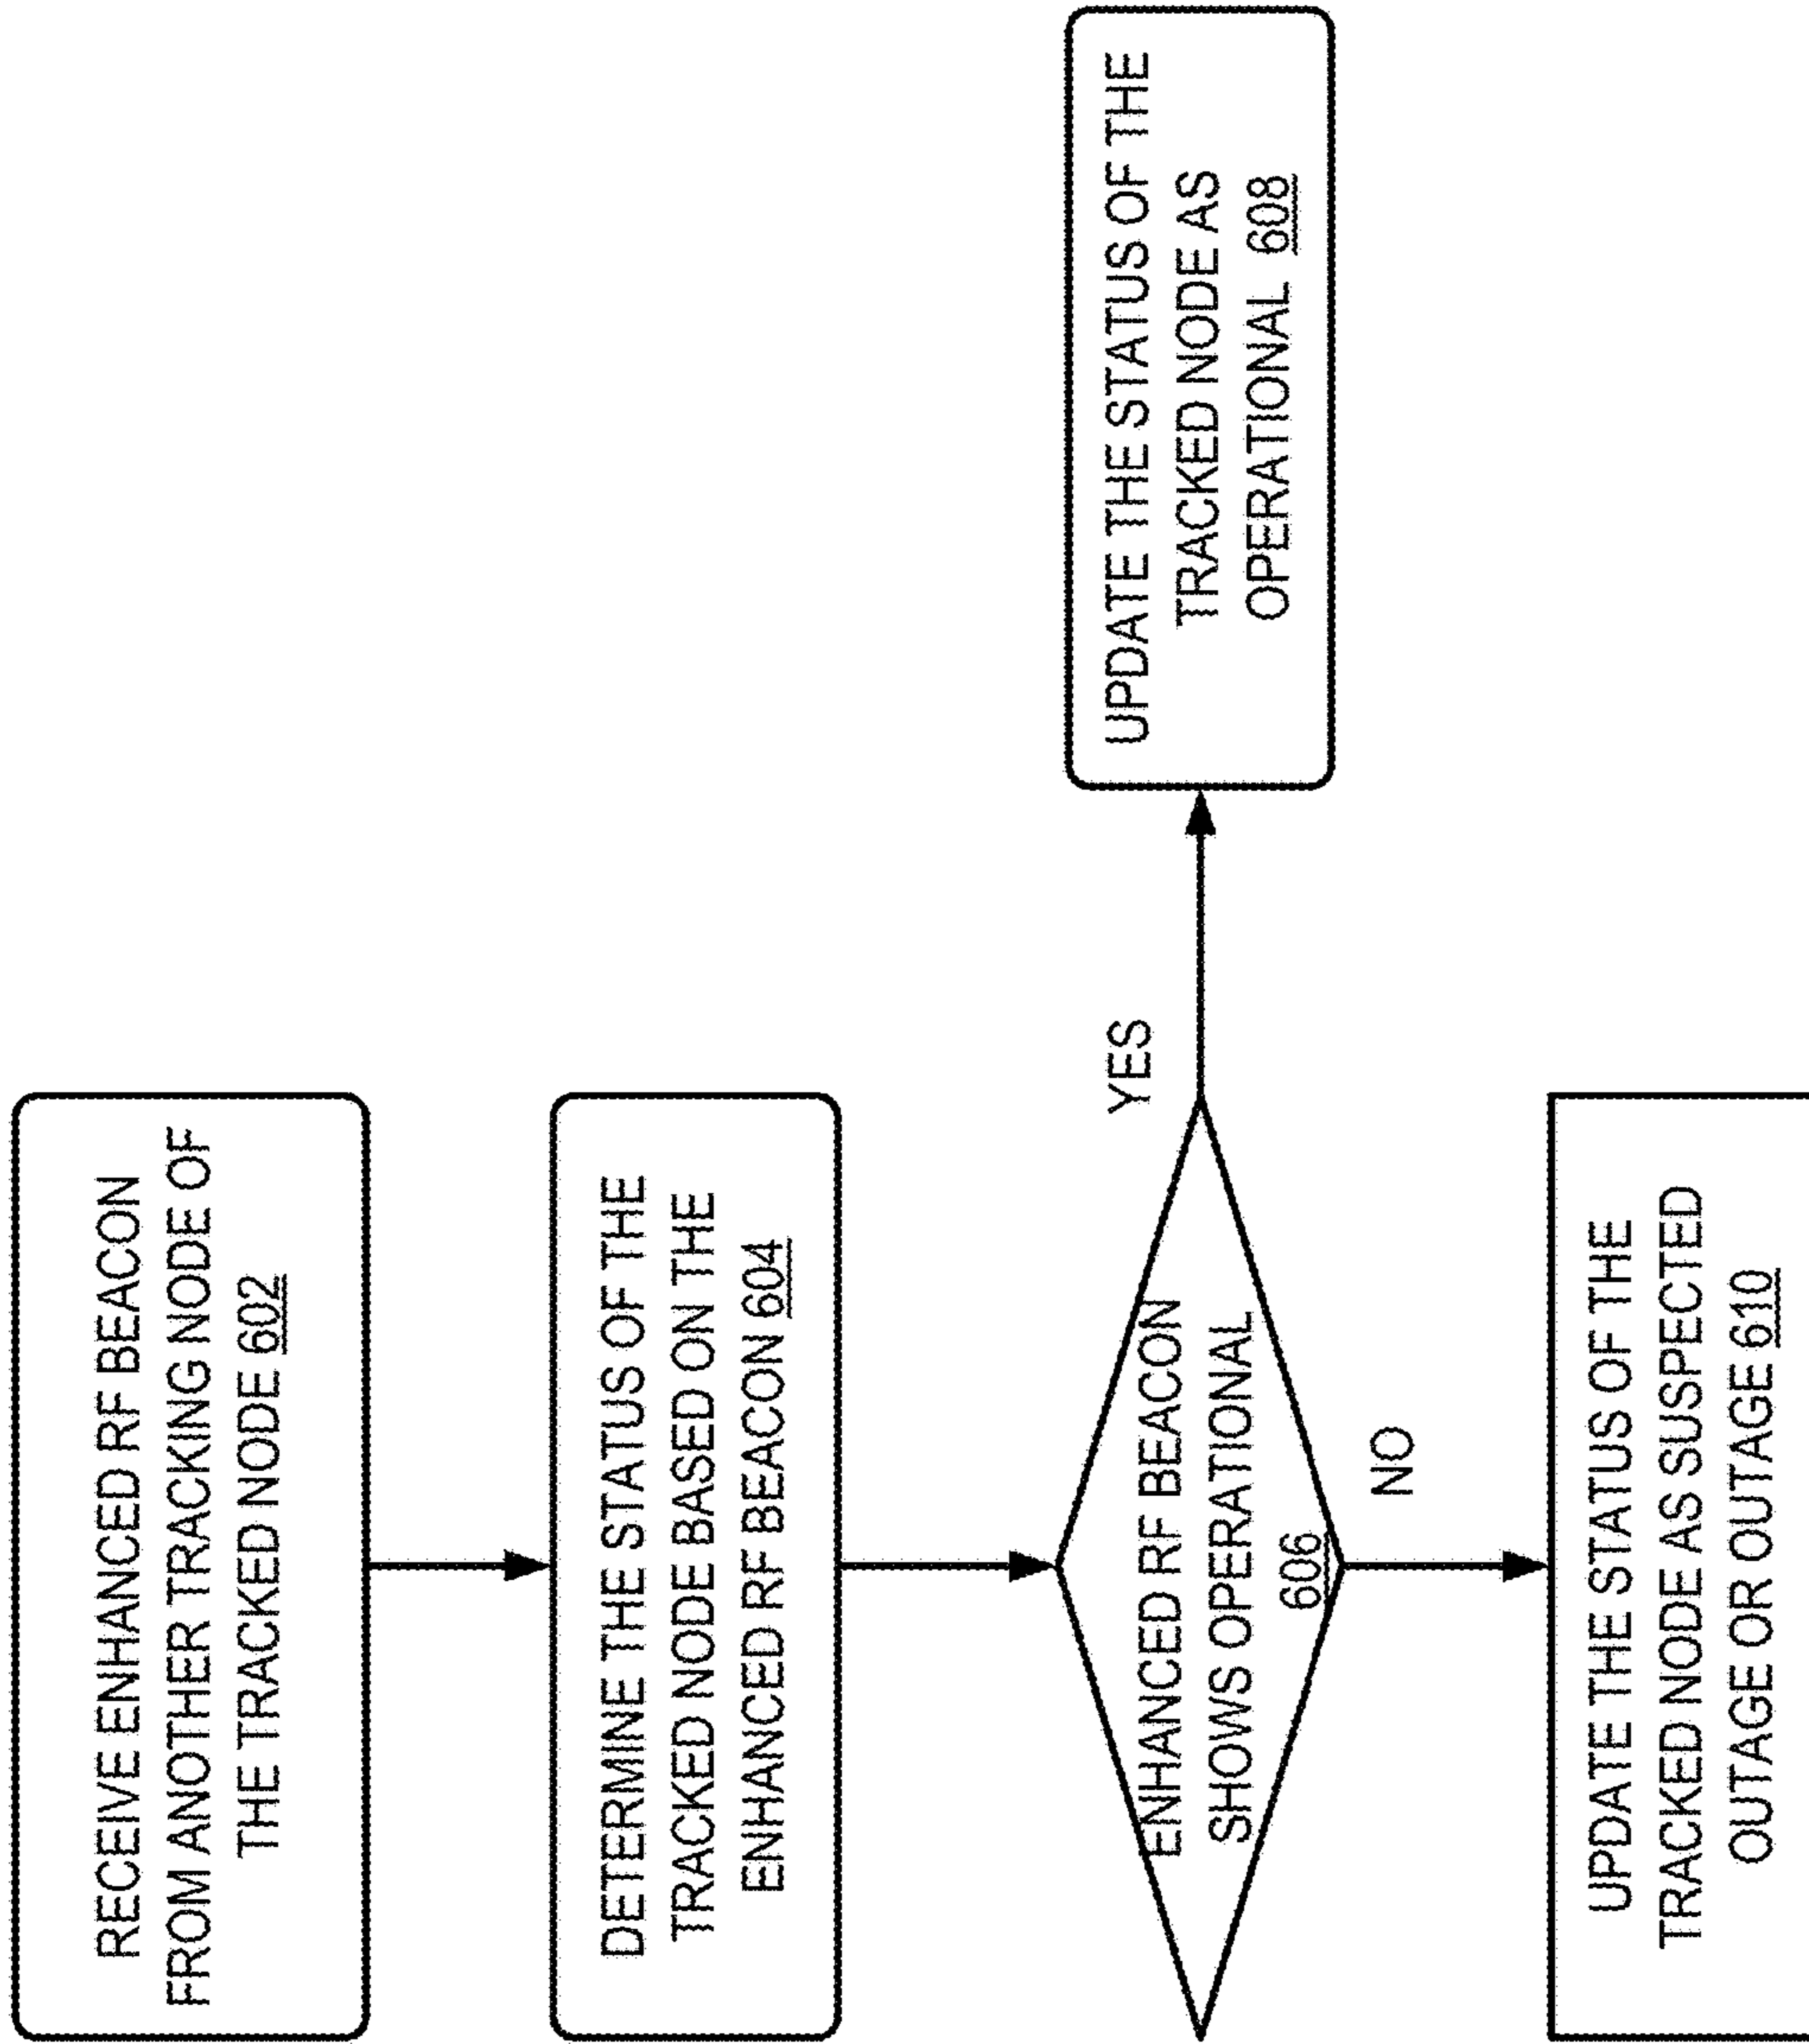 RECEIVE ENHANCED RF BEACON
FROM ANOTHER TRACKING NODE OF
THE TRACKED NODE 602
DETERMINE THE STATUS OF THE
TRACKED NODE BASED ON THE
ENHANCED RF BEACON 604
ENHANCED RF BEACON
SHOWS OPERATIONAL
606
YES
UPDATE THE STATUS OF THE
TRACKED NODE AS
OPERATIONAL 608
NO
UPDATE THE STATUS OF THE
TRACKED NODE AS SUSPECTED
OUTAGE OR OUTAGE 610